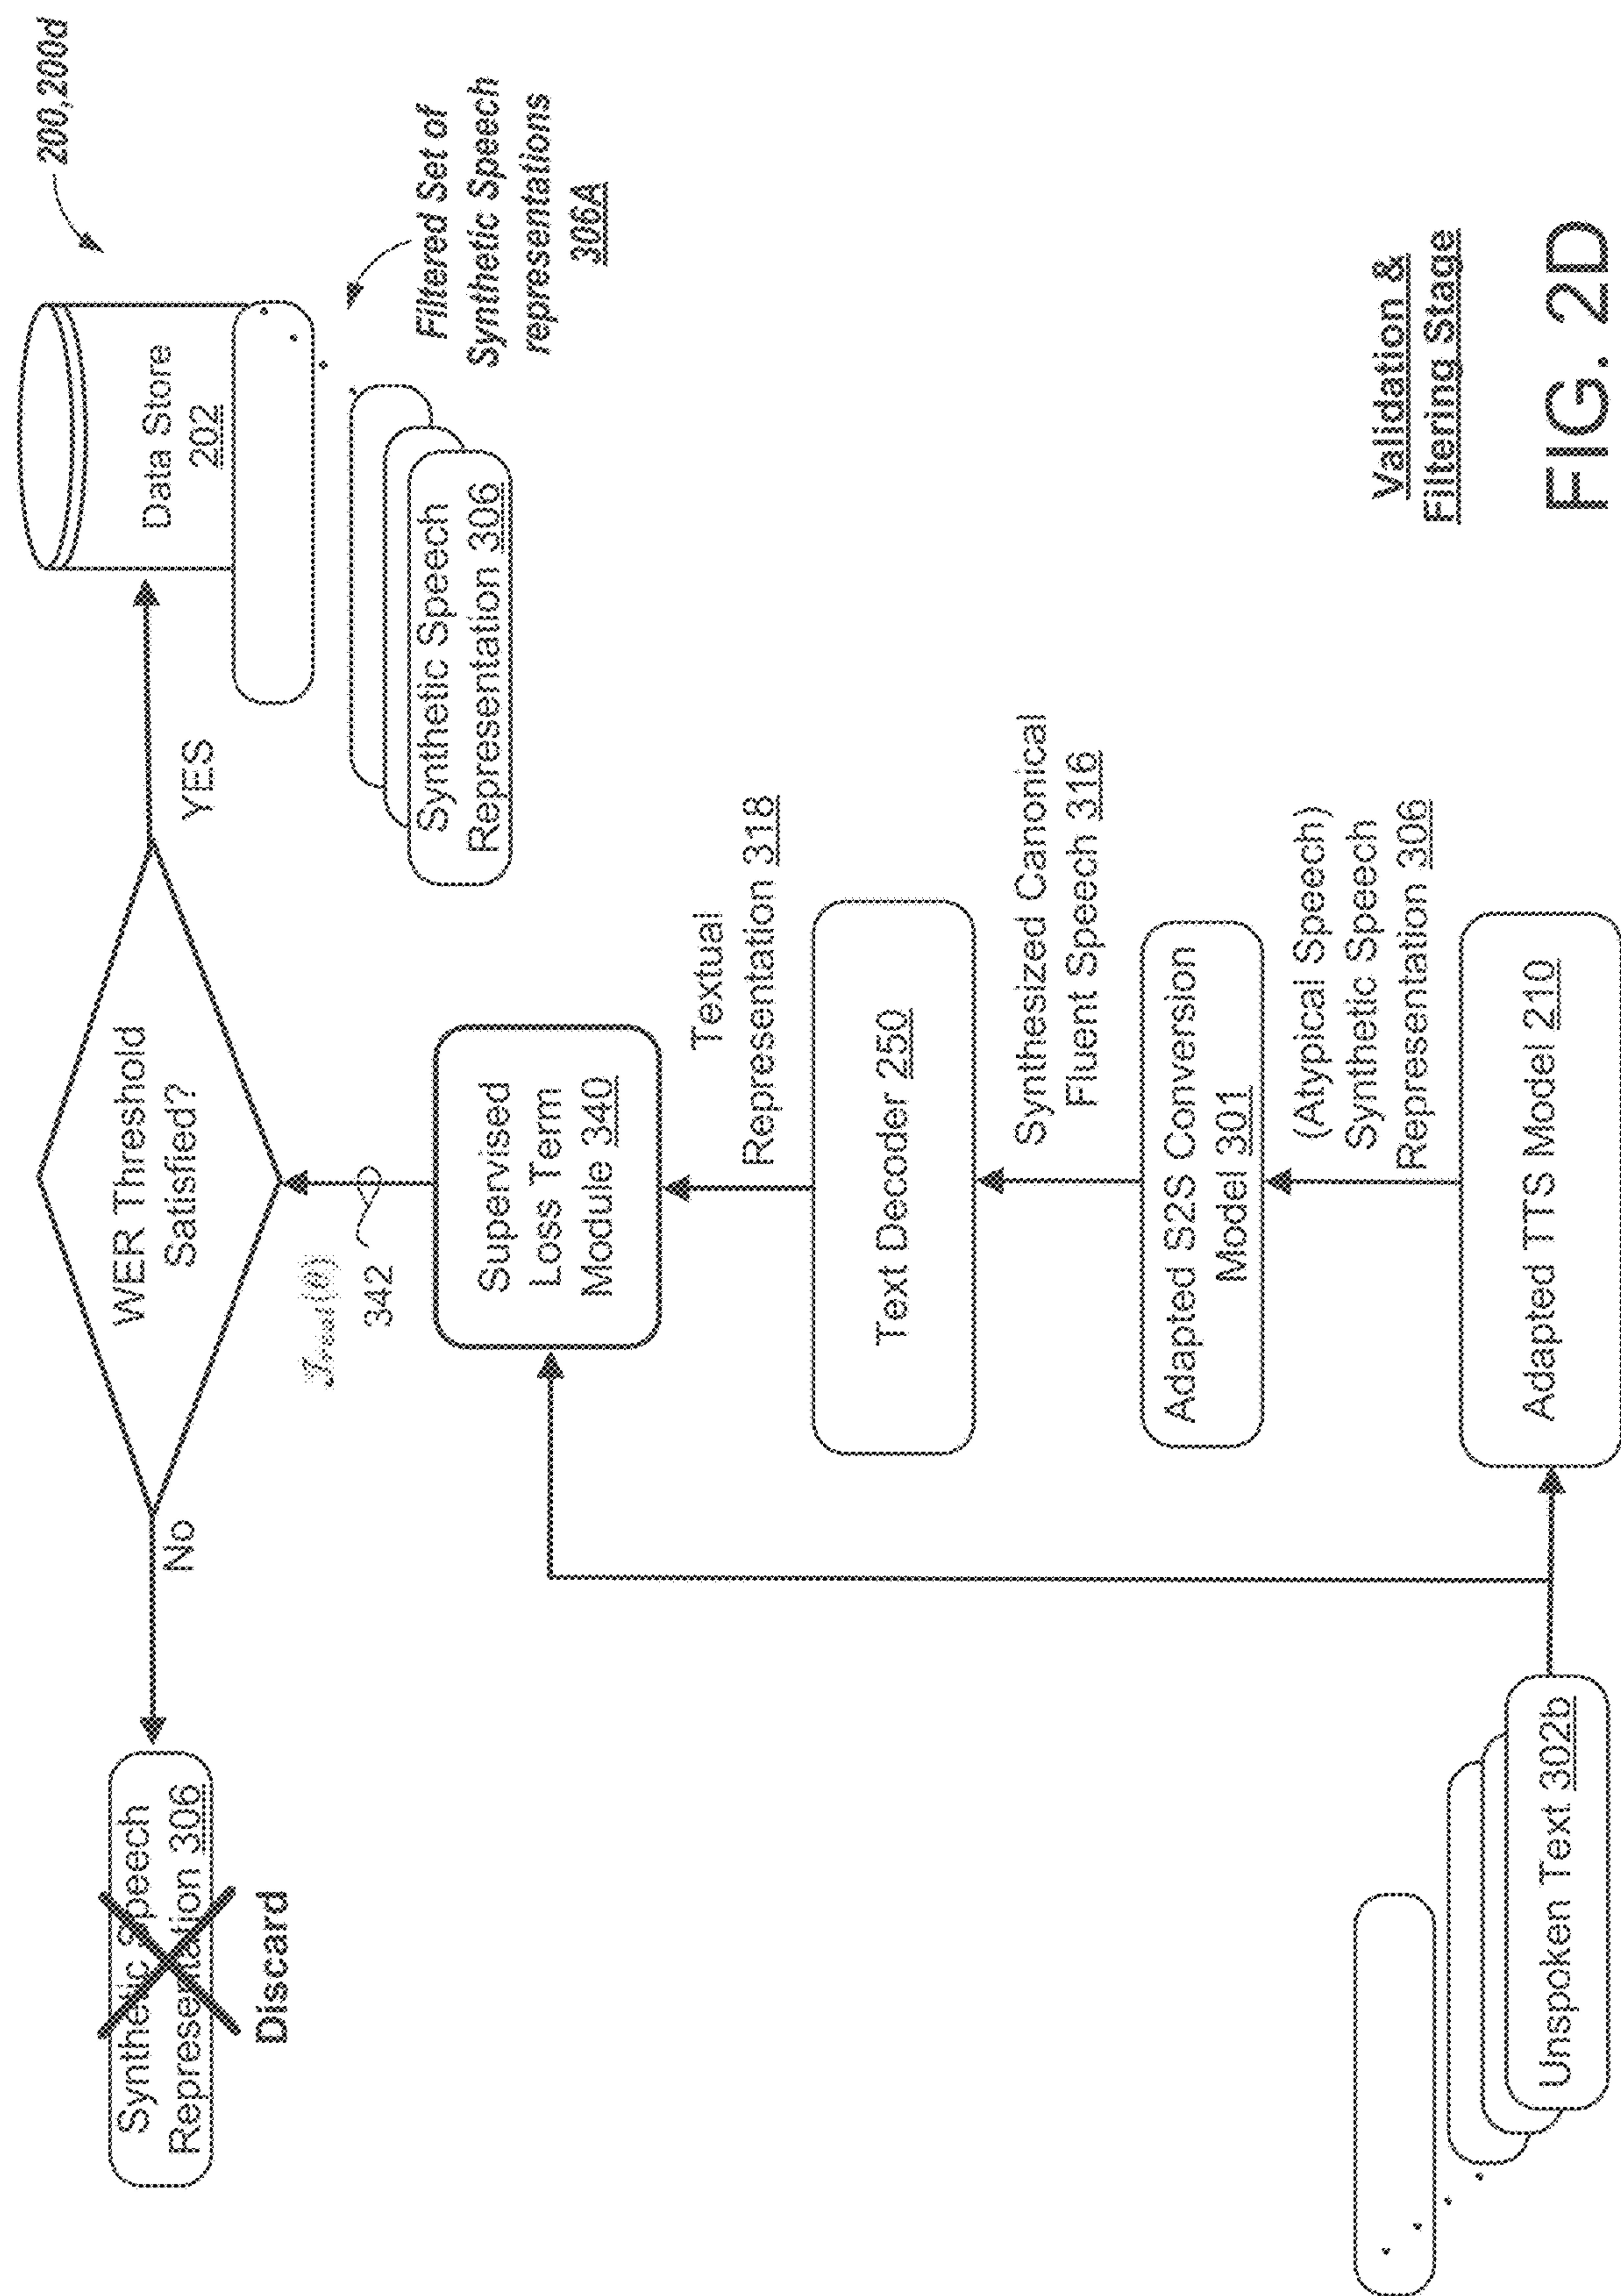 200,200d
Synthetic Speech
Representation 306
Discard
No
WER Threshold
Satisfied?
YES
Data Store
202
Filtered Set of
Synthetic Speech
representations
306A
Synthetic Speech
Representation 306
342
Supervised
Loss Term
Module 340
Textual
Representation 318
Text Decoder 250
Synthesized Canonical
Fluent Speech 316
Adapted S2S Conversion
Model 301
(Atypical Speech)
Synthetic Speech
Representation 306
Adapted TTS Model 210
Unspoken Text 302b
Validation &
Filtering Stage
FIG. 2D